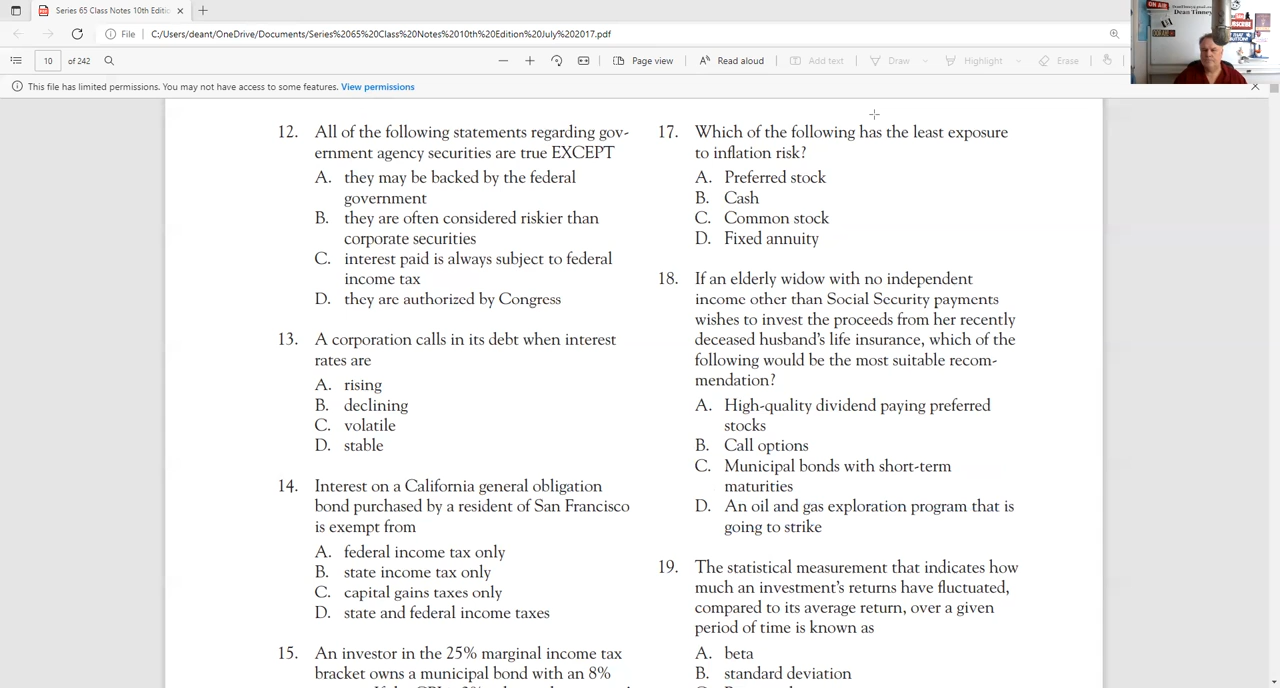 Series 65 Class Notes 10th Editio
File
C:/Users/deant/OneDrive/Documents/Series%2065%20Class%20Notes%2010th%20Edition%20July%202017.pdf
10
of 242
Page view
Read aloud
Add text
Draw
Highlight
Erase
This file has limited permissions. You may not have access to some features. View permissions
ON AIR
Dean Tinney
12. All of the following statements regarding gov-
ernment agency securities are true EXCEPT
A. they may be backed by the federal
government
B. they are often considered riskier than
corporate securities
C. interest paid is always subject to federal
income tax
D. they are authorized by Congress
13. A corporation calls in its debt when interest
rates are
A. rising
B. declining
C. volatile
D. stable
14. Interest on a California general obligation
bond purchased by a resident of San Francisco
is exempt from
A. federal income tax only
B. state income tax only
C. capital gains taxes only
D. state and federal income taxes
15. An investor in the 25% marginal income tax
bracket owns a municipal bond with an 8%
17. Which of the following has the least exposure
to inflation risk?
A. Preferred stock
B. Cash
C. Common stock
D. Fixed annuity
18. If an elderly widow with no independent
income other than Social Security payments
wishes to invest the proceeds from her recently
deceased husband's life insurance, which of the
following would be the most suitable recom-
mendation?
A. High-quality dividend paying preferred
stocks
B. Call options
C. Municipal bonds with short-term
maturities
D. An oil and gas exploration program that is
going to strike
19. The statistical measurement that indicates how
much an investment's returns have fluctuated,
compared to its average return, over a given
period of time is known as
A. beta
B. standard deviation